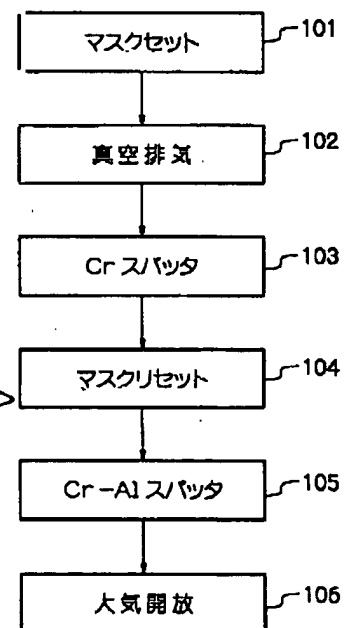 マスクセット 101
真空排気 102
Cr スパッタ 103
マスクリセット 104
Cr-Al スパッタ 105
大気開放 106